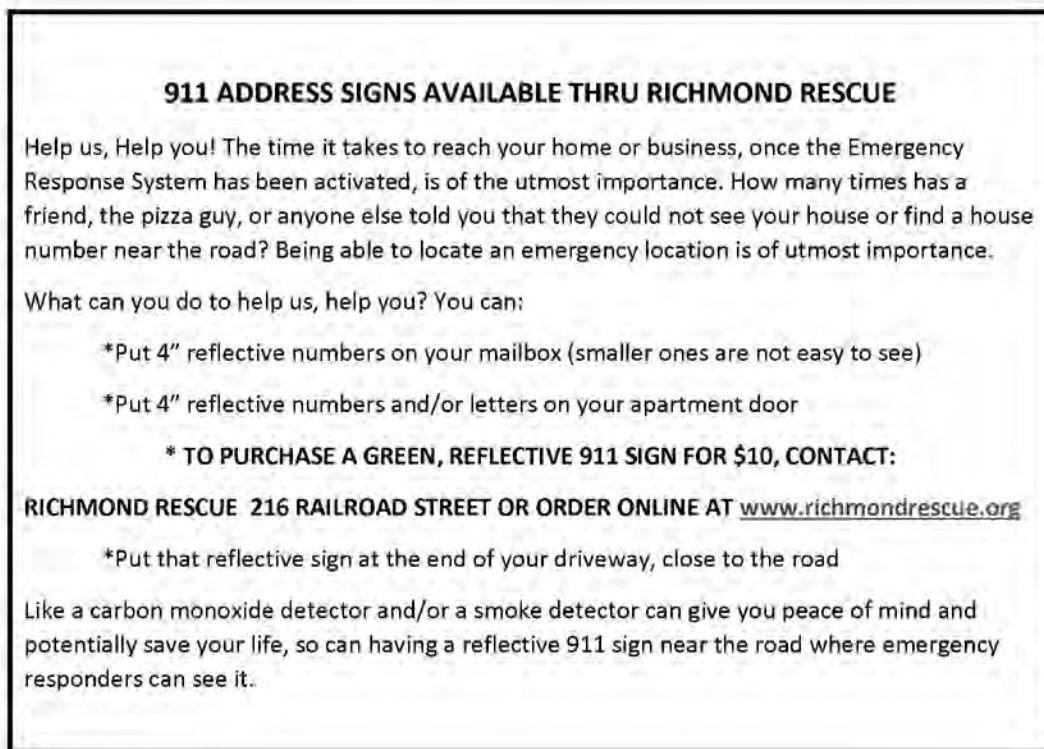 911 ADDRESS SIGNS AVAILABLE THRU RICHMOND RESCUE
Help us, Help you! The time it takes to reach your home or business, once the Emergency
Response System has been activated, is of the utmost importance. How many times has a
friend, the pizza guy, or anyone else told you that they could not see your house or find a house
number near the road? Being able to locate an emergency location is of utmost importance.
What can you do to help us, help you? You can:
*Put 4” reflective numbers on your mailbox (smaller ones are not easy to see)
*Put 4” reflective numbers and/or letters on your apartment door
* TO PURCHASE A GREEN, REFLECTIVE 911 SIGN FOR $10, CONTACT:
RICHMOND RESCUE 216 RAILROAD STREET OR ORDER ONLINE AT www.richmondrescue.org
*Put that reflective sign at the end of your driveway, close to the road
Like a carbon monoxide detector and/or a smoke detector can give you peace of mind and
potentially save your life, so can having a reflective 911 sign near the road where emergency
responders can see it.